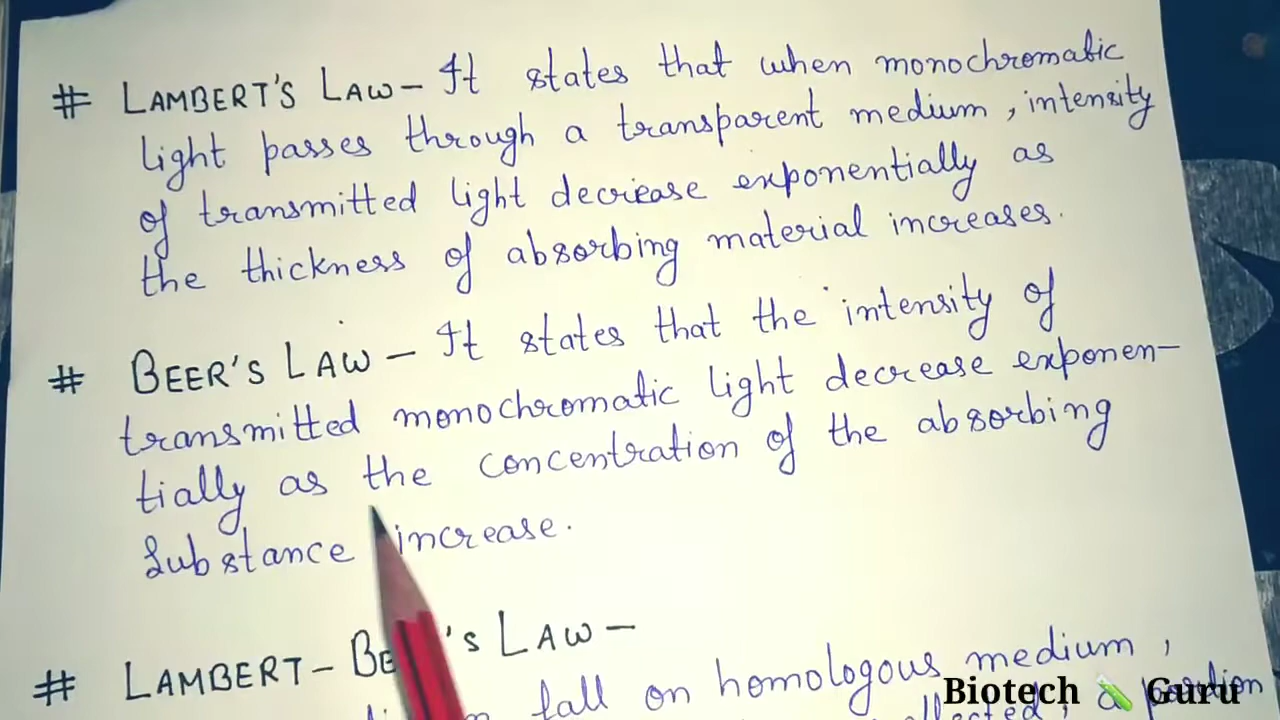 # LAMBERT'S LAW – It states that when monochromatic
light passes through a transparent medium, intensity
of transmitted light decrease exponentially as
the thickness of absorbing material increases.
# BEER'S LAW – It states that the intensity of
transmitted monochromatic light decrease exponen–
tially as the concentration of the absorbing
Substance increase.
# LAMBERT – BE 's LAW –
fall on homologous medium,
a portion
Biotech Guru